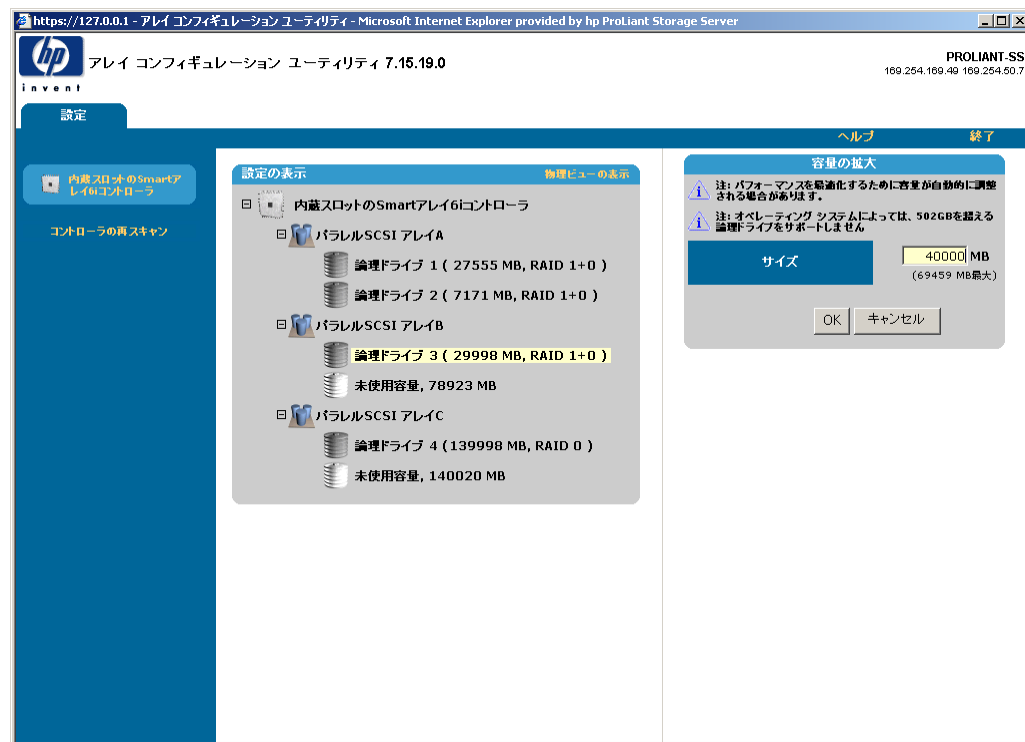 https://127.0.0.1 - アレイ コンフィギュレーション ユーティリティ - Microsoft Internet Explorer provided by hp ProLiant Storage Server
hp
invent
アレイ コンフィギュレーション ユーティリティ 7.15.19.0
PROLIANT-SS
169.254.169.49 169.254.50.7
設定
ヘルプ
終了
内蔵スロットのSmartア
レイ6iコントローラ
コントローラの再スキャン
設定の表示
物理ビューの表示
内蔵スロットのSmartアレイ6iコントローラ
パラレルSCSI アレイA
論理ドライブ 1 ( 27555 MB, RAID 1+0 )
論理ドライブ 2 ( 7171 MB, RAID 1+0 )
パラレルSCSI アレイB
論理ドライブ 3 ( 29998 MB, RAID 1+0 )
未使用容量, 78923 MB
パラレルSCSI アレイC
論理ドライブ 4 (139998 MB, RAID 0 )
未使用容量, 140020 MB
容量の拡大
注: パフォーマンスを最適化するために容量が自動的に調整
される場合があります。
注: オペレーティング システムによっては、502GBを超える
論理ドライブをサポートしません
サイズ
40000 MB
(69459 MB最大)
OK
キャンセル